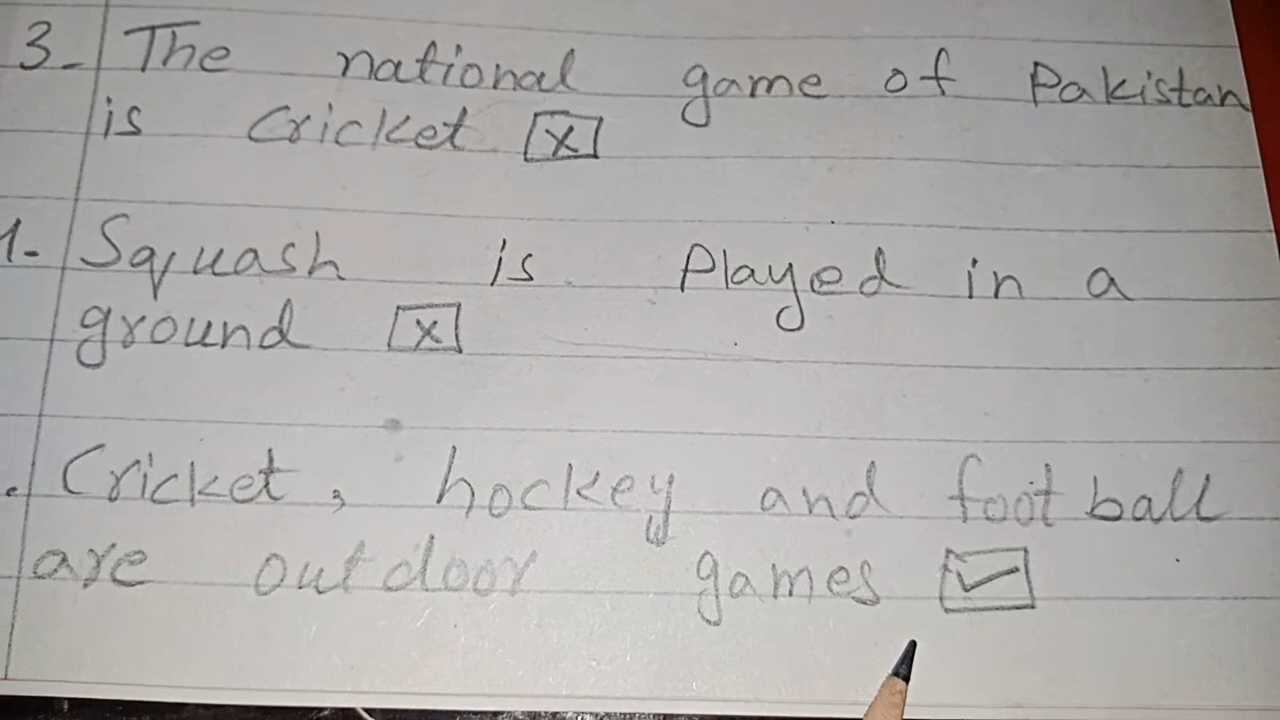 3. The national game of Pakistan
is cricket [x]
1. Squash is Played in a
ground [x]
. Cricket, hockey and foot ball
are outdoor games [✓]